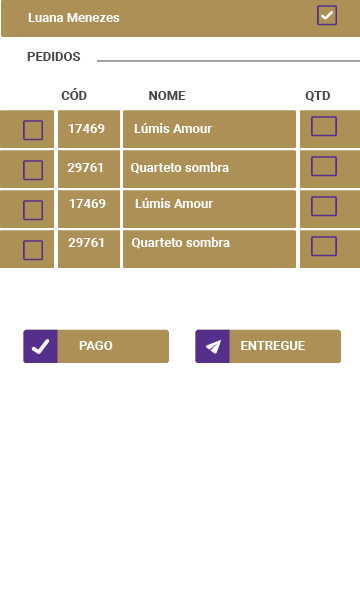 Luana Menezes
PEDIDOS
CÓD NOME QTD
17469 Lúmis Amour
29761 Quarteto sombra
17469 Lúmis Amour
29761 Quarteto sombra
PAGO ENTREGUE